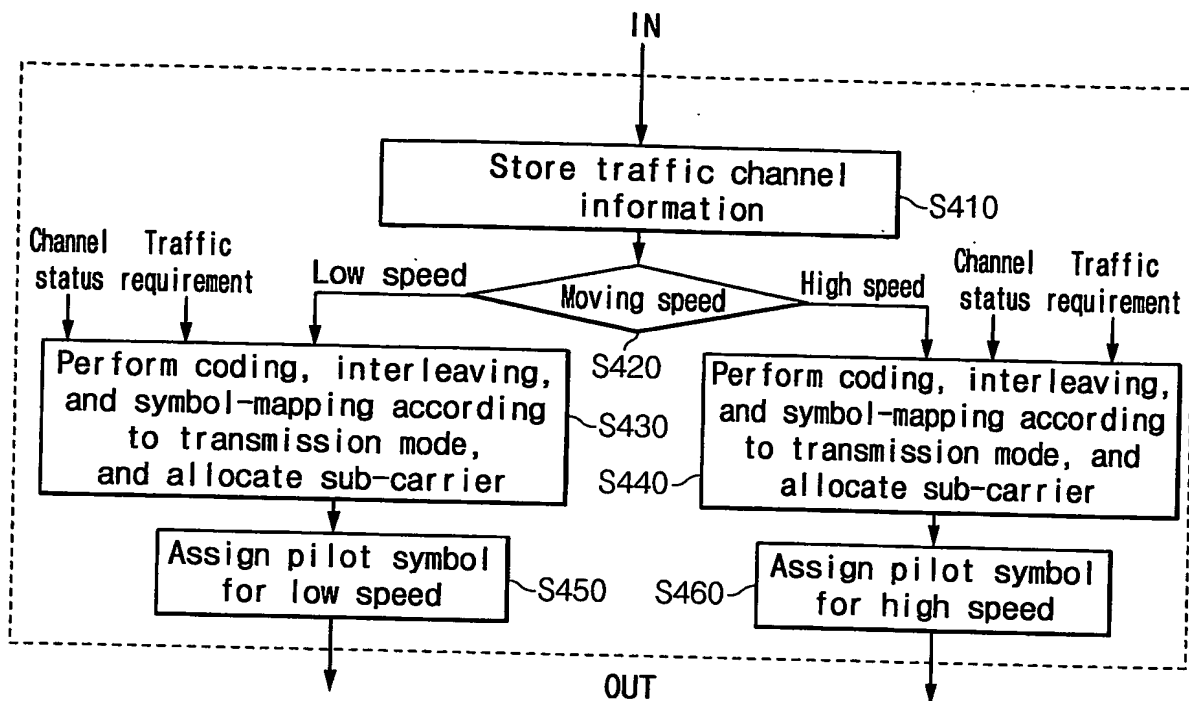 IN
Store traffic channel
information
S410
Channel
status
Traffic
requirement
Low speed
Moving speed
High speed
Channel
status
Traffic
requirement
S420
Perform coding, interleaving,
and symbol-mapping according
to transmission mode,
and allocate sub-carrier
S430
Perform coding, interleaving,
and symbol-mapping according
to transmission mode, and
allocate sub-carrier
S440
Assign pilot symbol
for low speed
S450
Assign pilot symbol
for high speed
S460
OUT